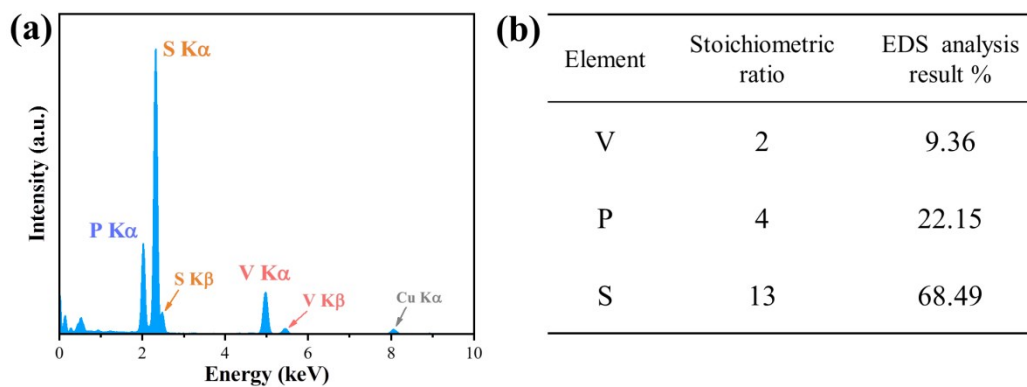 (a)
S Kα
P Kα
S Kβ
V Kα
V Kβ
Cu Kα
Intensity (a.u.)
0 2 4 6 8 10
Energy (keV)
(b)
Element Stoichiometric ratio EDS analysis result %
V 2 9.36
P 4 22.15
S 13 68.49